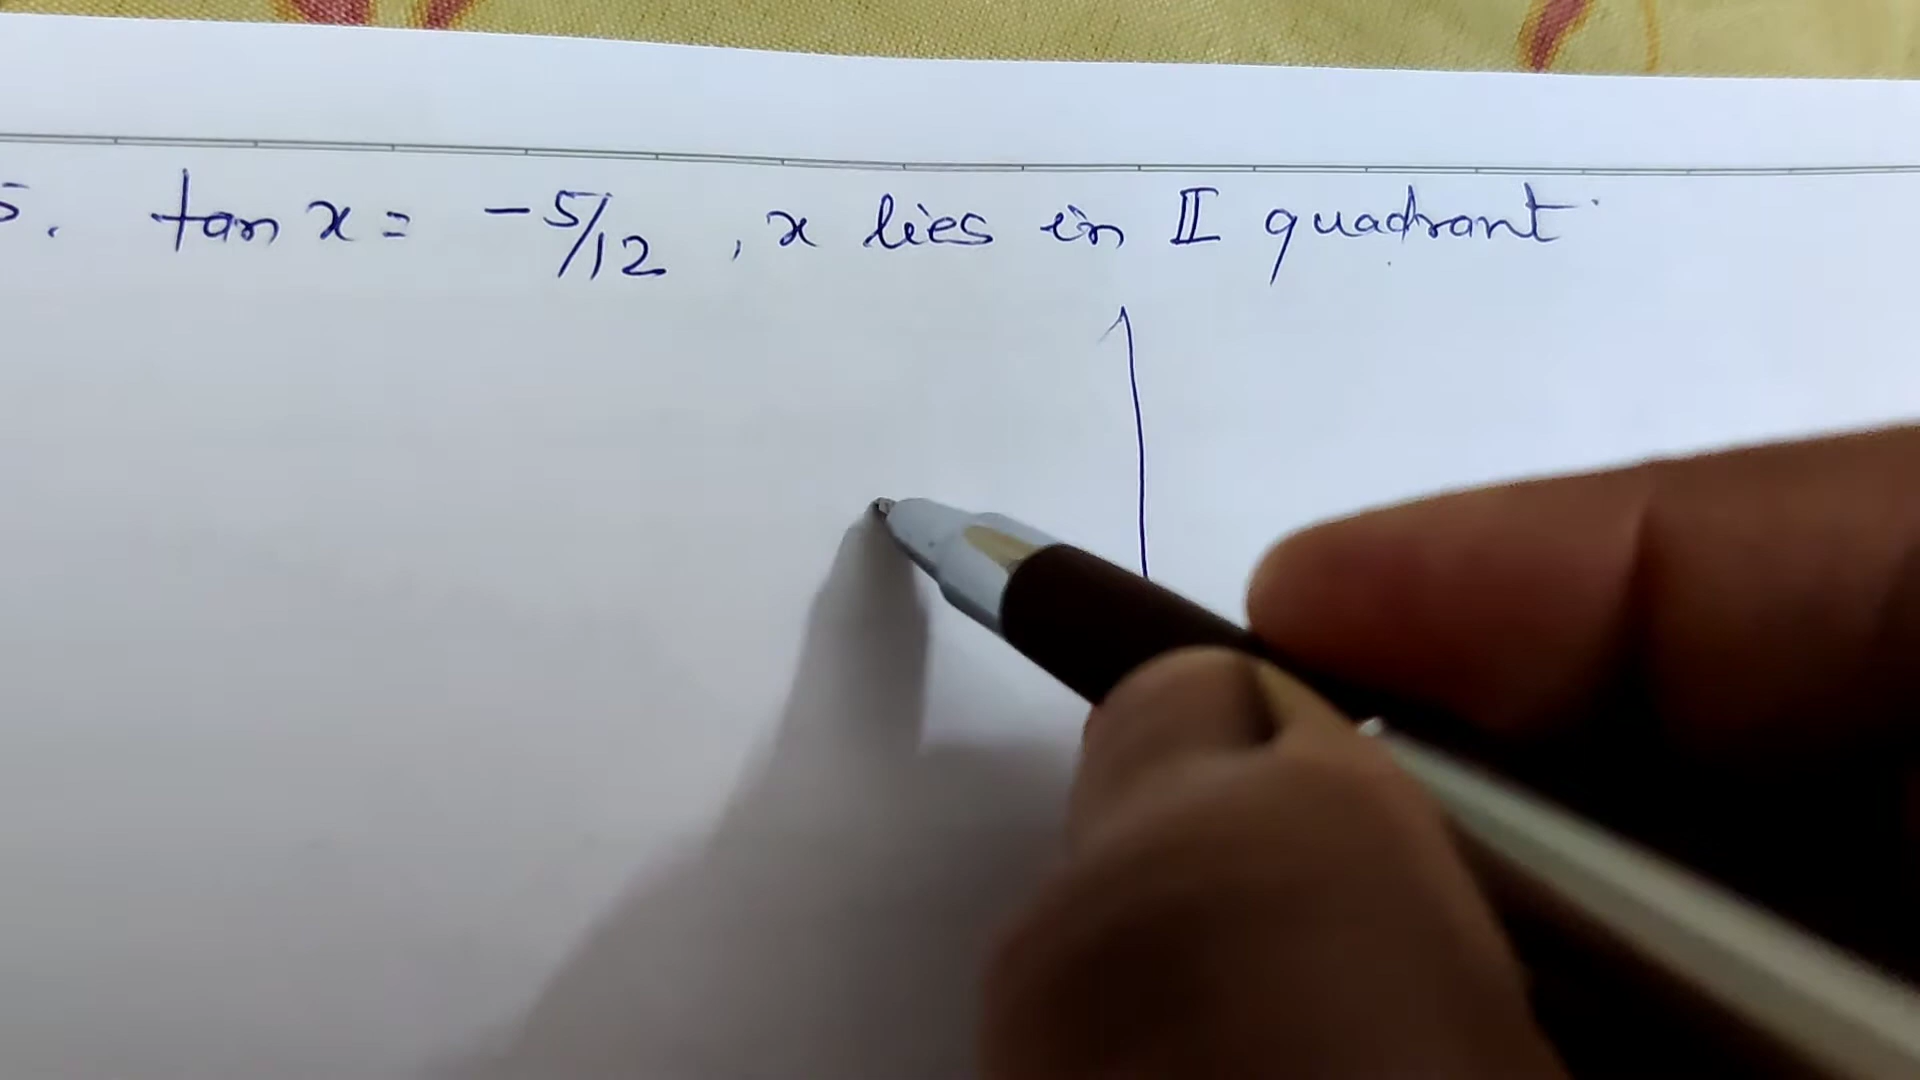 5. tan x = -5/12, x lies in II quadrant.